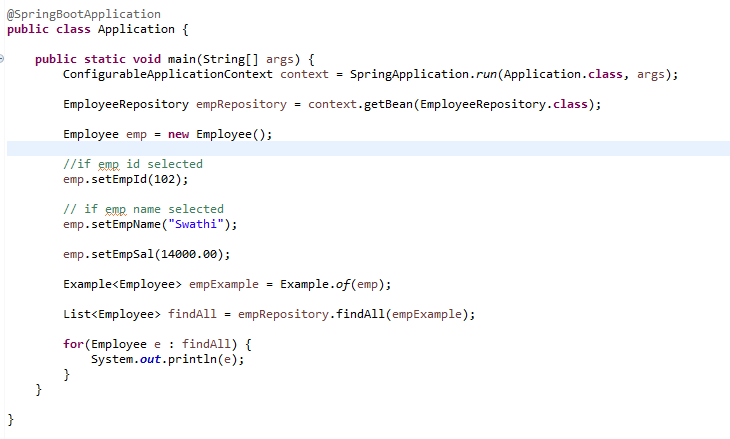 @SpringBootApplication
public class Application {
public static void main(String[] args) {
ConfigurableApplicationContext context = SpringApplication.run(Application.class, args);
EmployeeRepository empRepository = context.getBean(EmployeeRepository.class);
Employee emp = new Employee();
//if emp id selected
emp.setEmpId(102);
// if emp name selected
emp.setEmpName("Swathi");
emp.setEmpSal(14000.00);
Example<Employee> empExample = Example.of(emp);
List<Employee> findAll = empRepository.findAll(empExample);
for(Employee e : findAll) {
System.out.println(e);
}
}
}